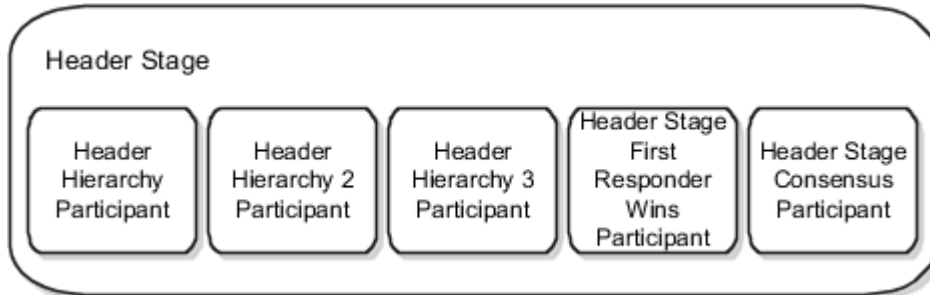 Header Stage
Header
Hierarchy
Participant
Header
Hierarchy 2
Participant
Header
Hierarchy 3
Participant
Header Stage
First
Responder
Wins
Participant
Header Stage
Consensus
Participant